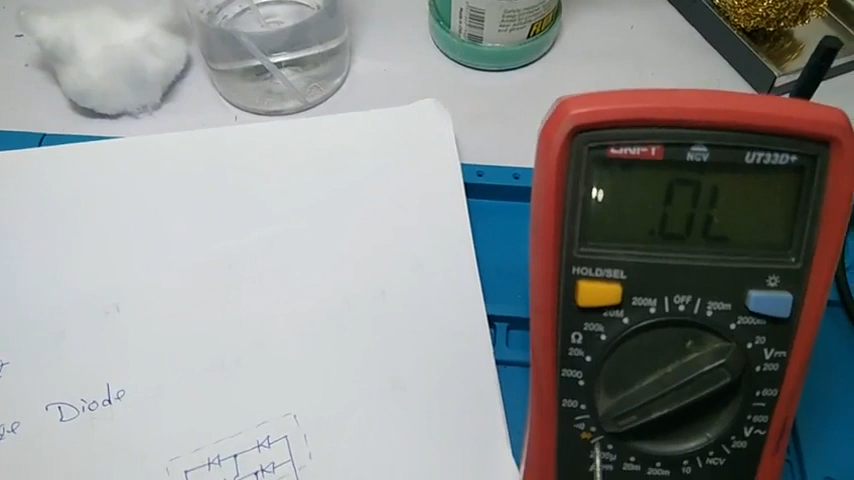 UNI-T
NCV
UT33D+
.0L
HOLD/SEL
200M
OFF
200m
20M
2000m
200k
20
Ω
V
20k
200
2000
600
200
600
V~
200
NCV
20m
200m
10
Diode